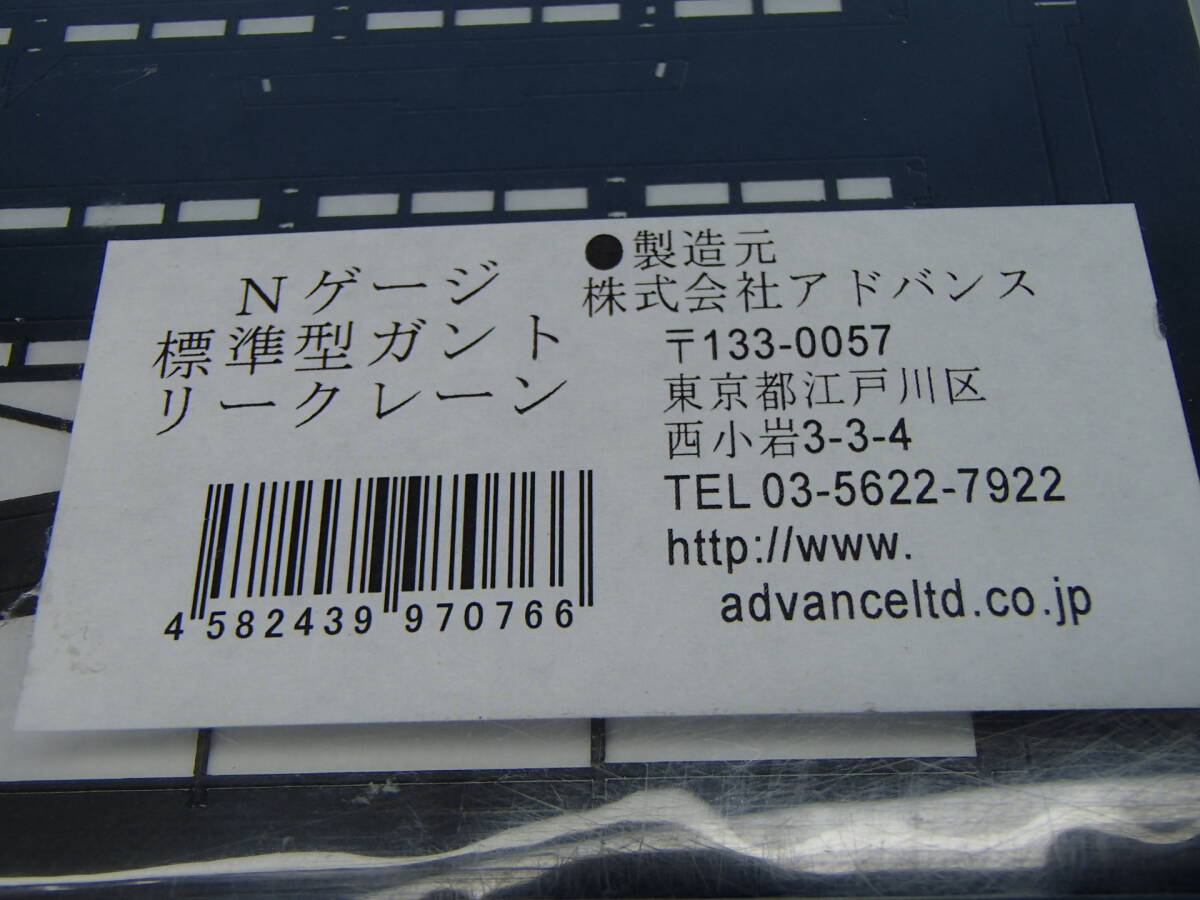 Nゲージ
標準型ガント
リークレーン
4 582439 970766
●製造元
株式会社アドバンス
〒133-0057
東京都江戸川区
西小岩3-3-4
TEL 03-5622-7922
http://www.
advanceltd.co.jp